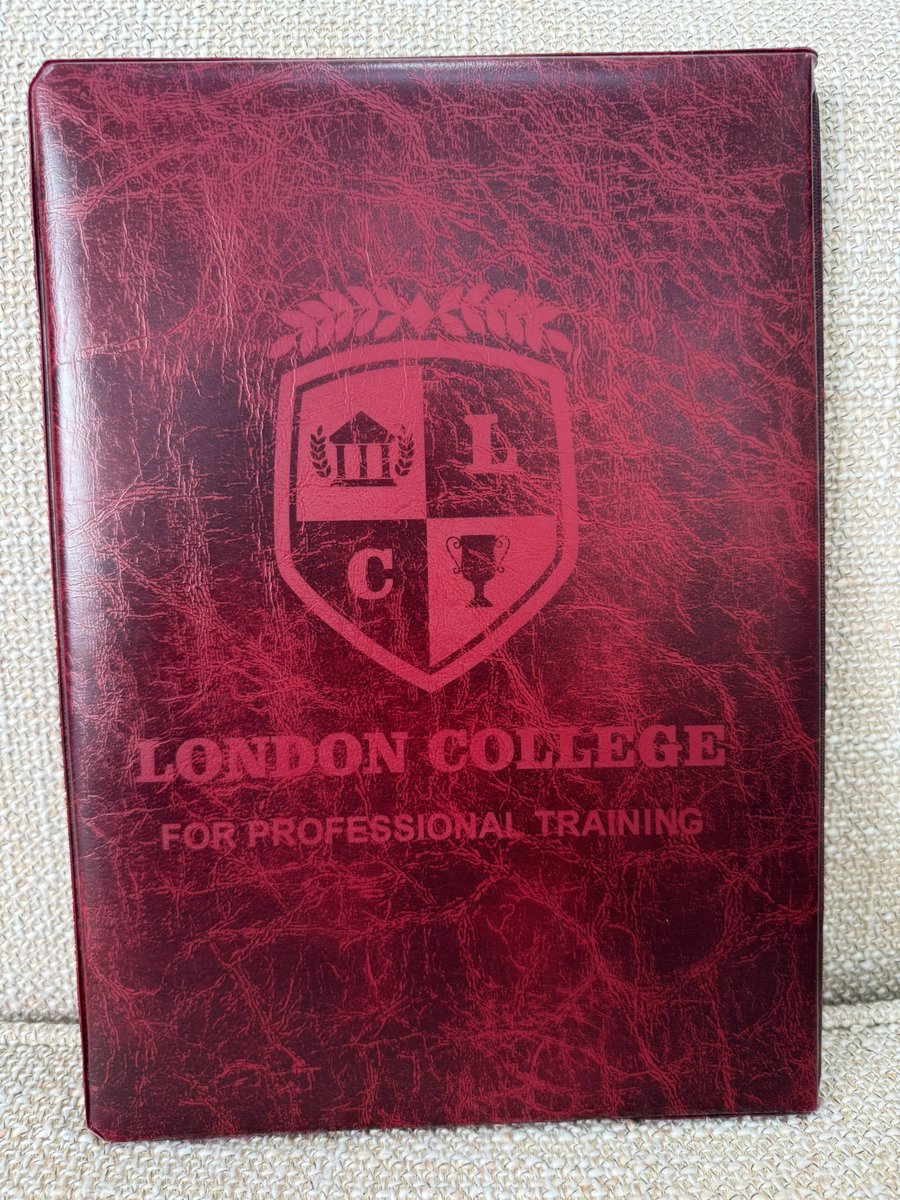 L
C
LONDON COLLEGE
FOR PROFESSIONAL TRAINING